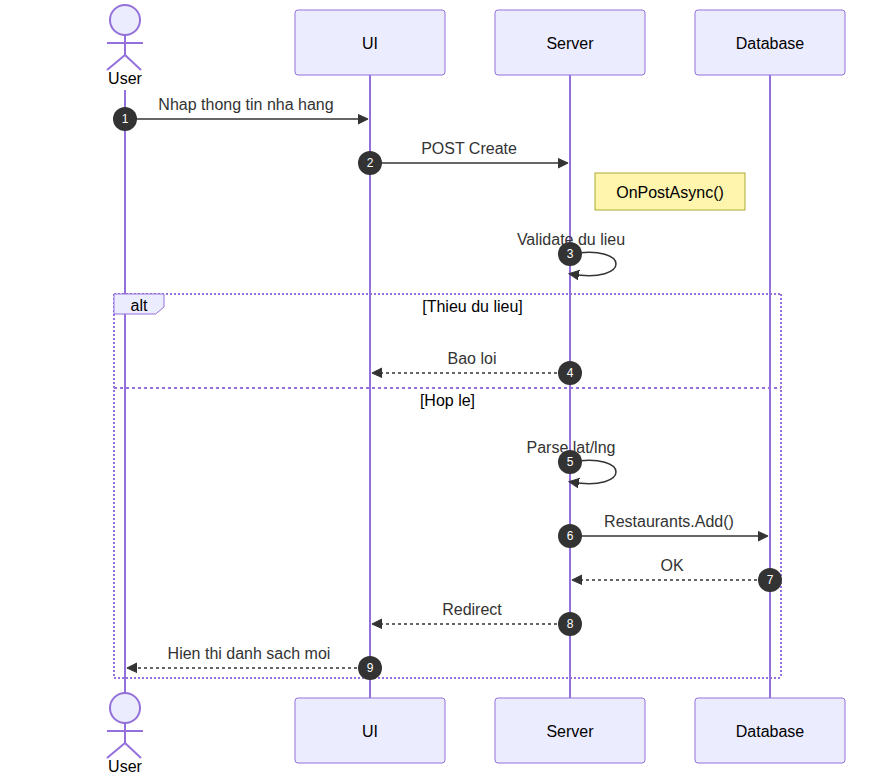 User
UI
Server
Database
Nhap thong tin nha hang
1
POST Create
2
OnPostAsync()
Validate du lieu
3
alt
[Thieu du lieu]
Bao loi
4
[Hop le]
Parse lat/lng
5
Restaurants.Add()
6
OK
7
Redirect
8
Hien thi danh sach moi
9
User
UI
Server
Database